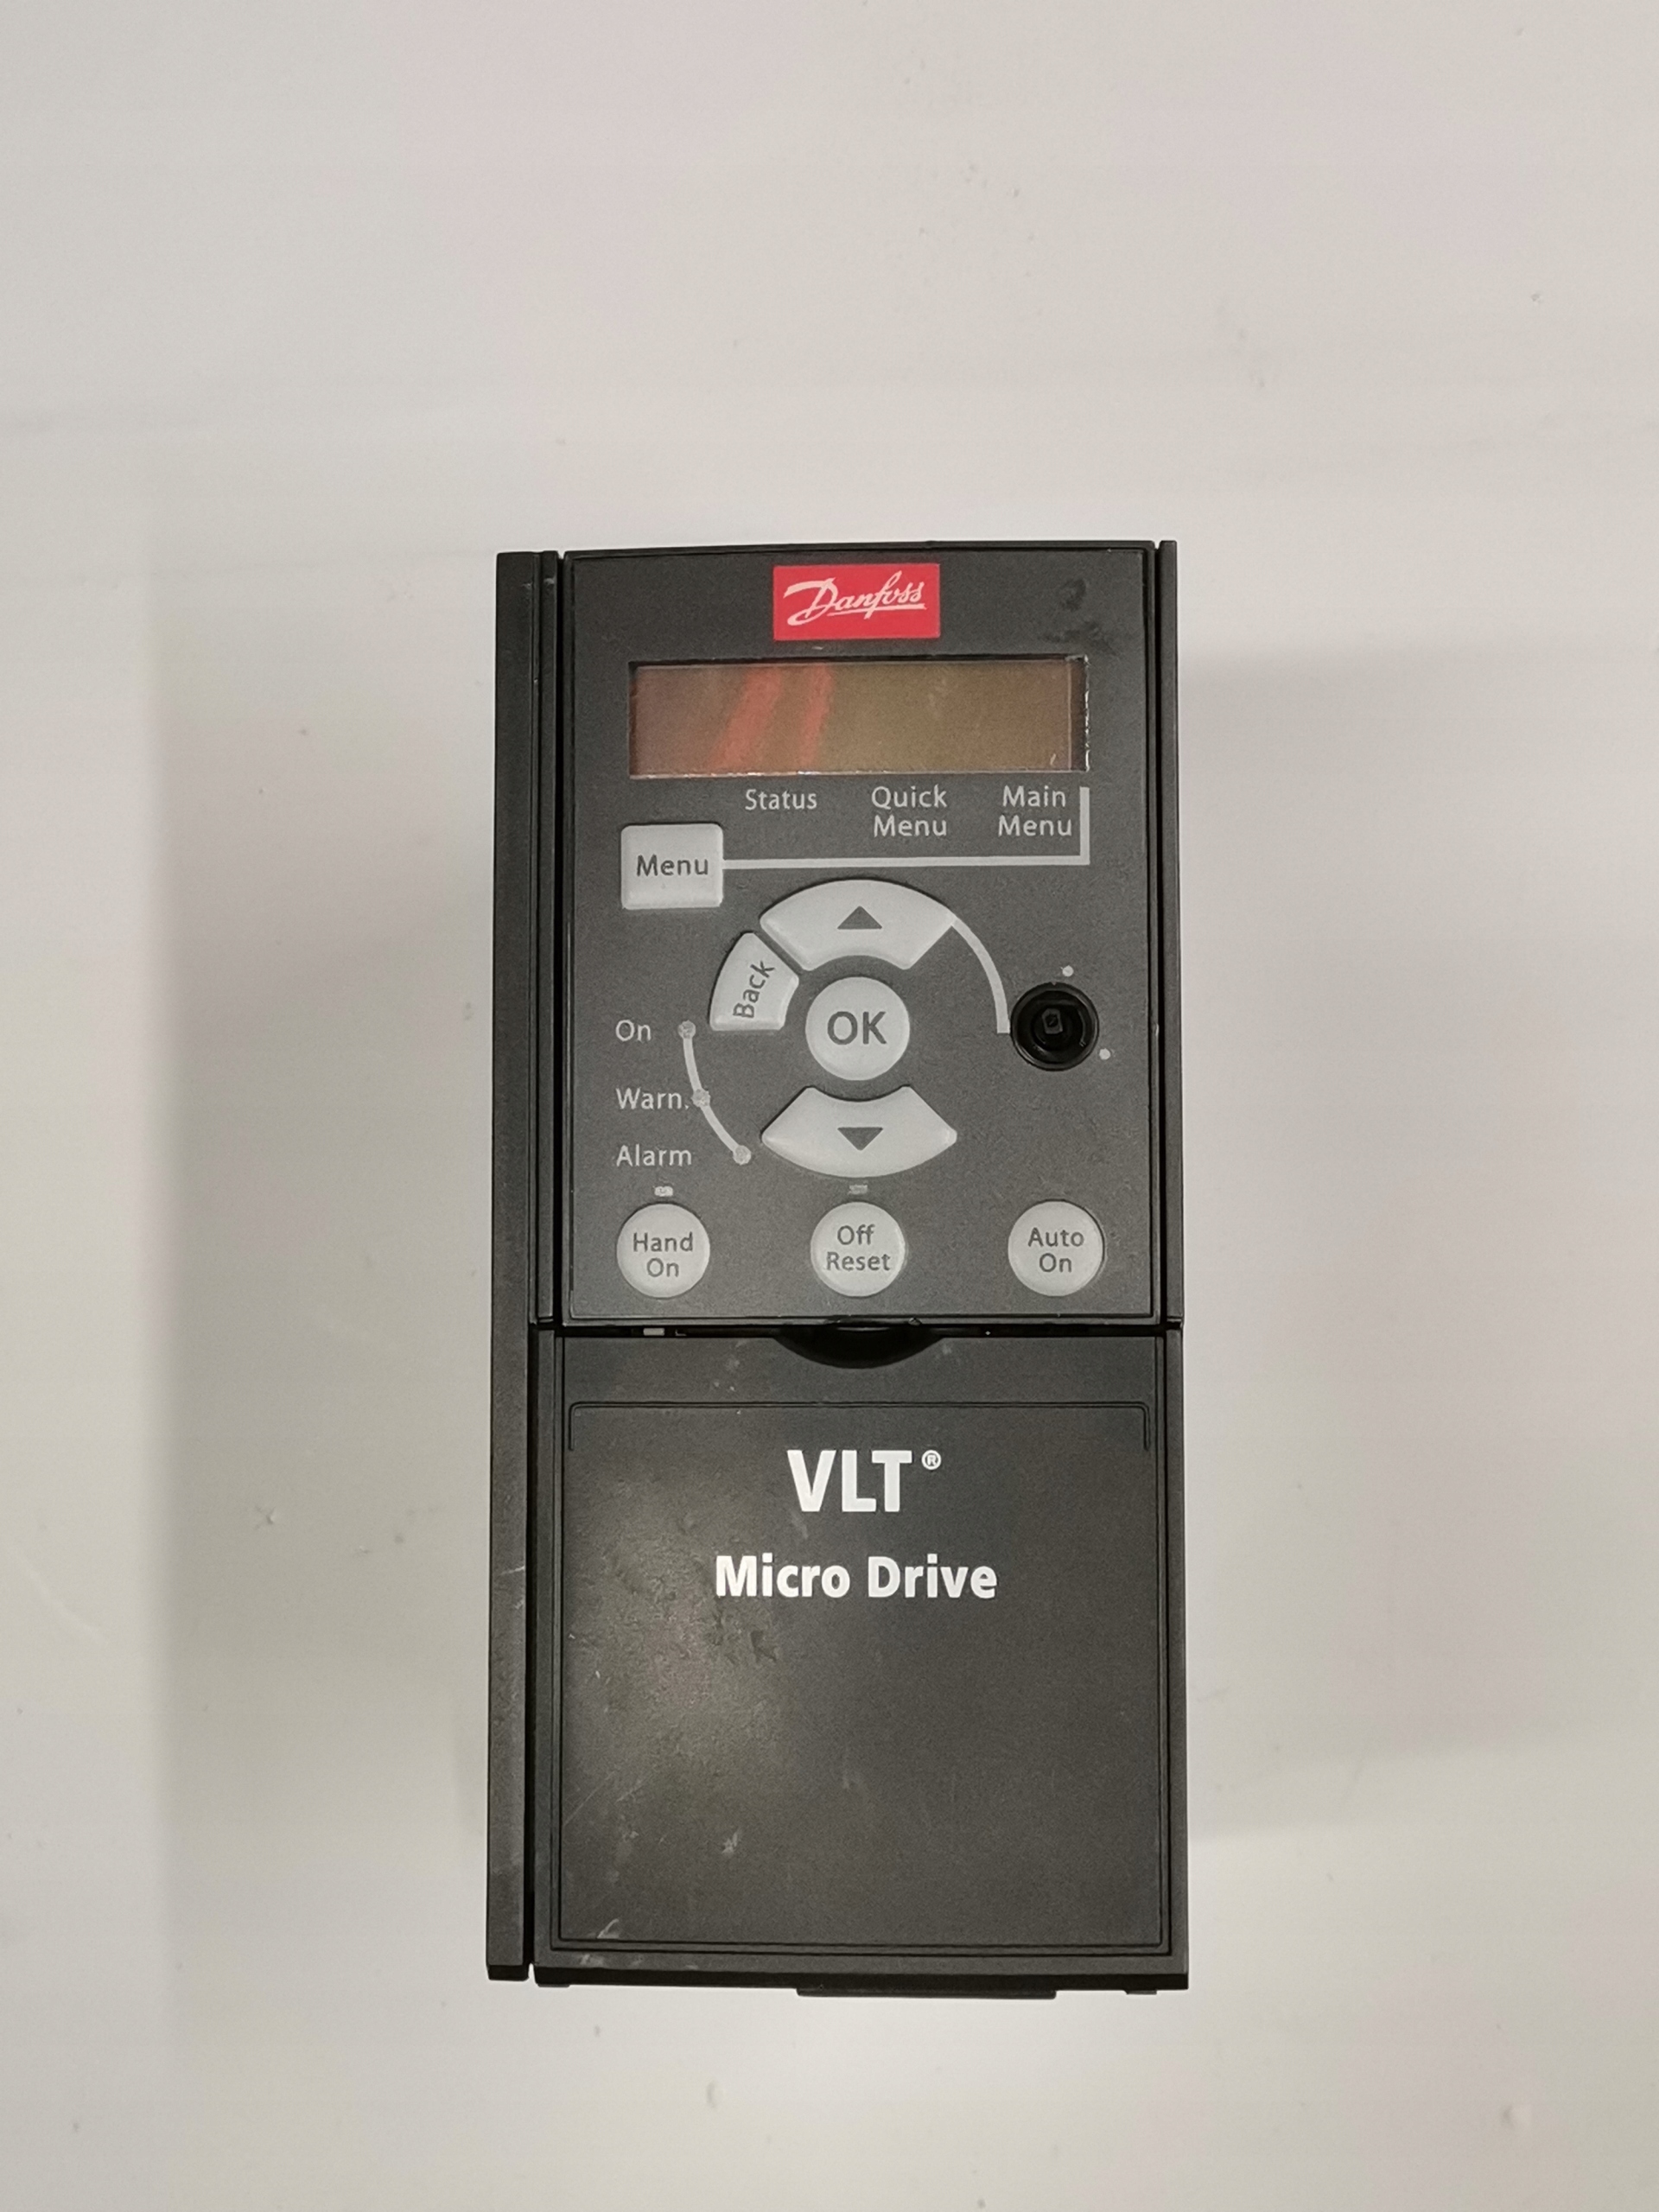 Danfoss
Status
Quick
Menu
Main
Menu
Menu
Back
OK
On
Warn.
Alarm
Hand
On
Off
Reset
Auto
On
VLT®
Micro Drive